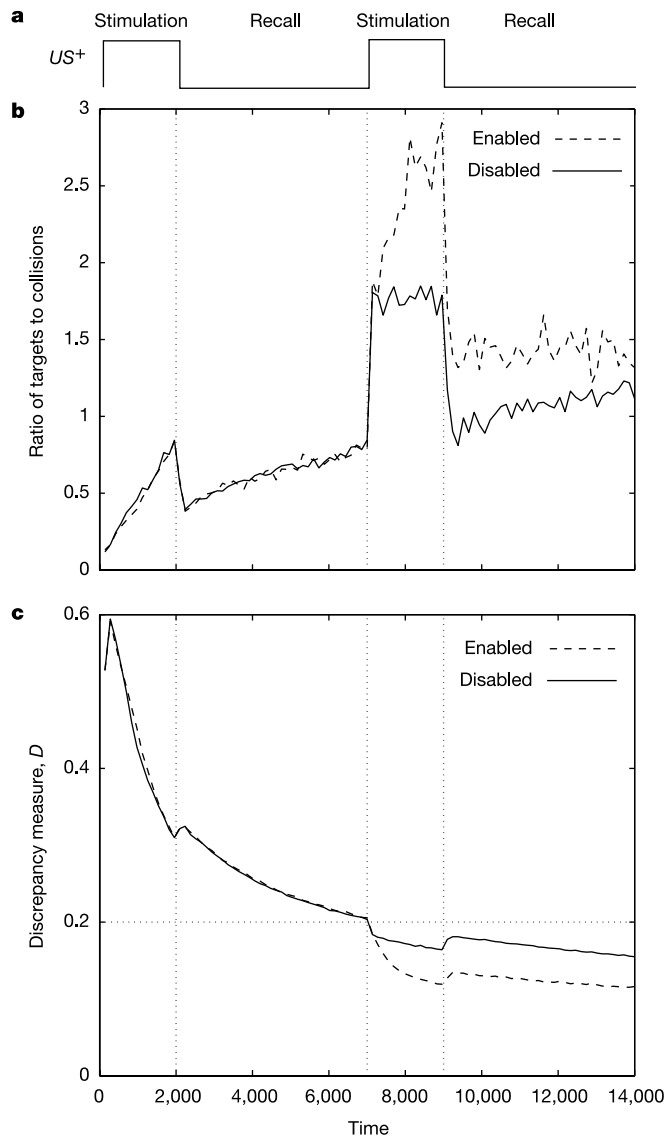 a
Stimulation Recall Stimulation Recall
US+
b
3
2.5
2
1.5
1
0.5
0
Ratio of targets to collisions
Enabled
Disabled
c
0.6
0.4
0.2
0
Discrepancy measure, D
Enabled
Disabled
0 2,000 4,000 6,000 8,000 10,000 12,000 14,000
Time